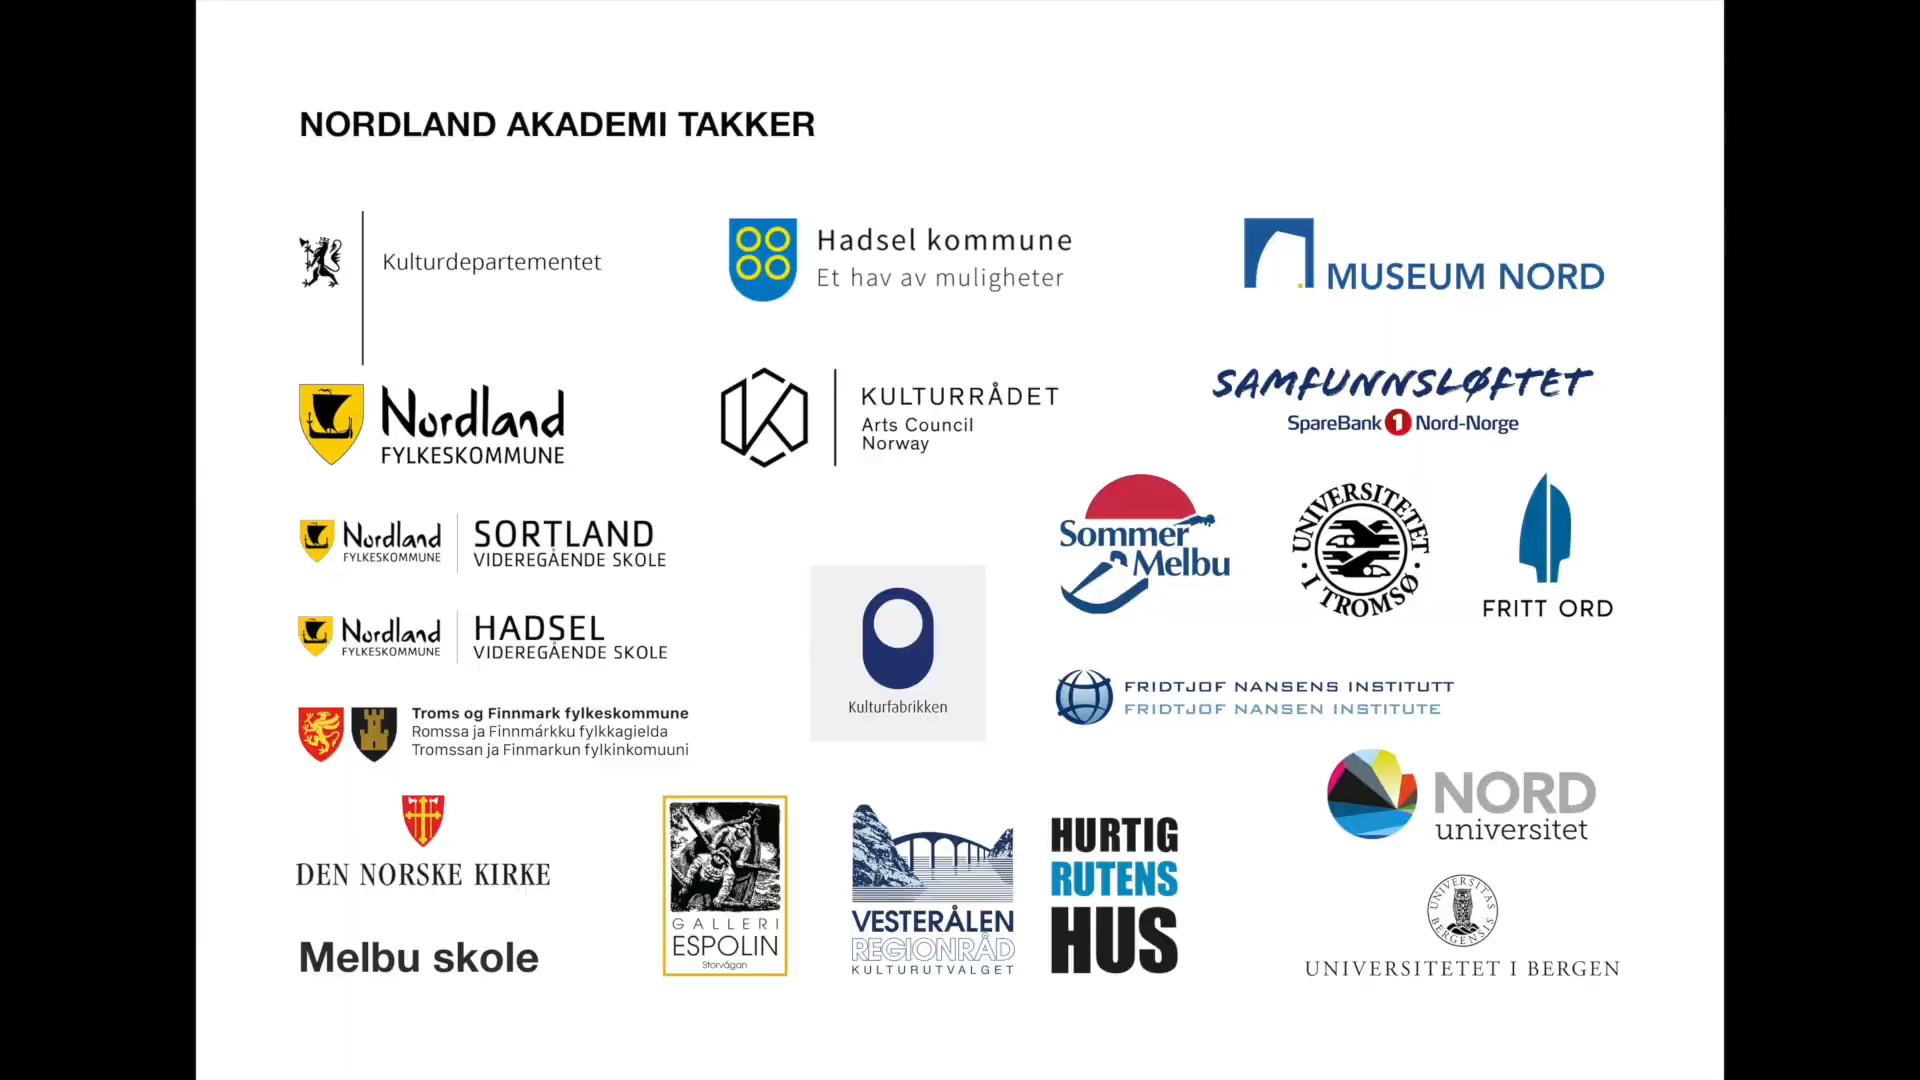 NORDLAND AKADEMI TAKKER
Kulturdepartementet
Hadsel kommune
Et hav av muligheter
MUSEUM NORD
Nordland
FYLKESKOMMUNE
KULTURRÅDET
Arts Council
Norway
SAMFUNNSLØFTET
SpareBank 1 Nord-Norge
Nordland
FYLKESKOMMUNE
SORTLAND
VIDEREGÅENDE SKOLE
Sommer
Melbu
UNIVERSITETET
I TROMSØ
FRITT ORD
Nordland
FYLKESKOMMUNE
HADSEL
VIDEREGÅENDE SKOLE
Kulturfabrikken
FRIDTJOF NANSENS INSTITUTT
FRIDTJOF NANSEN INSTITUTE
Troms og Finnmark fylkeskommune
Romssa ja Finnmárkku fylkkagielda
Tromssan ja Finmarkun fylkinkomuuni
NORD
universitet
DEN NORSKE KIRKE
Melbu skole
GALLERI
ESPOLIN
Storvågan
VESTERÅLEN
REGIONRÅD
KULTURUTVALGET
HURTIG
RUTENS
HUS
UNIVERSITAS
BERGENSIS
UNIVERSITETET I BERGEN